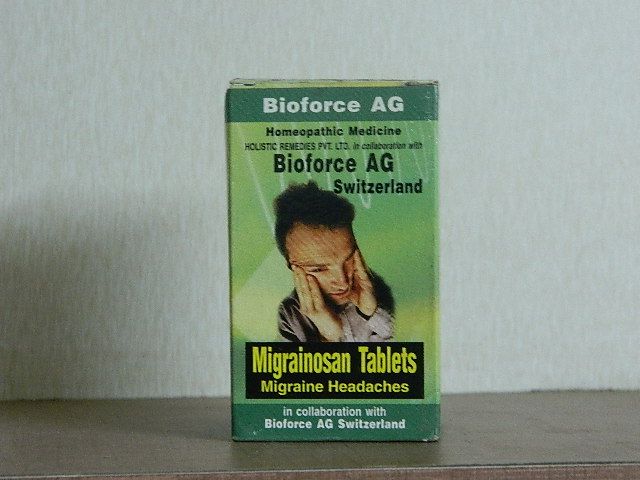 Bioforce AG
Homeopathic Medicine
HOLISTIC REMEDIES PVT. LTD. in collaboration with
Bioforce AG
Switzerland
Migrainosan Tablets
Migraine Headaches
in collaboration with
Bioforce AG Switzerland